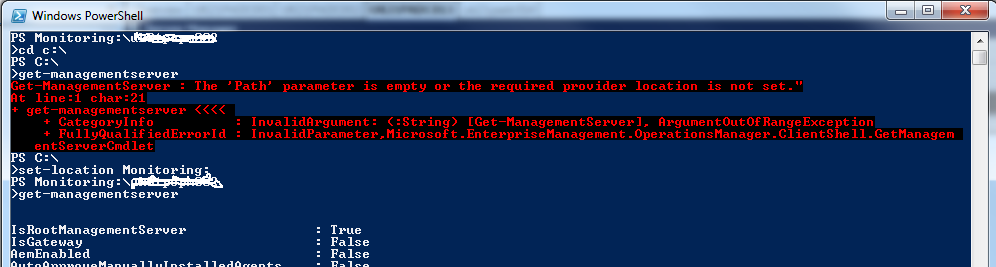 Windows PowerShell
PS Monitoring:\
>cd c:\
PS C:\
>get-managementserver
Get-ManagementServer : The 'Path' parameter is empty or the required provider location is not set."
At line:1 char:21
+ get-managementserver <<<<
+ CategoryInfo : InvalidArgument: (:String) [Get-ManagementServer], ArgumentOutOfRangeException
+ FullyQualifiedErrorId : InvalidParameter,Microsoft.EnterpriseManagement.OperationsManager.ClientShell.GetManagem
entServerCmdlet
PS C:\
>set-location Monitoring:
PS Monitoring:\
>get-managementserver
IsRootManagementServer : True
IsGateway : False
AemEnabled : False
AutoApproveManuallyInstalledAgents : False